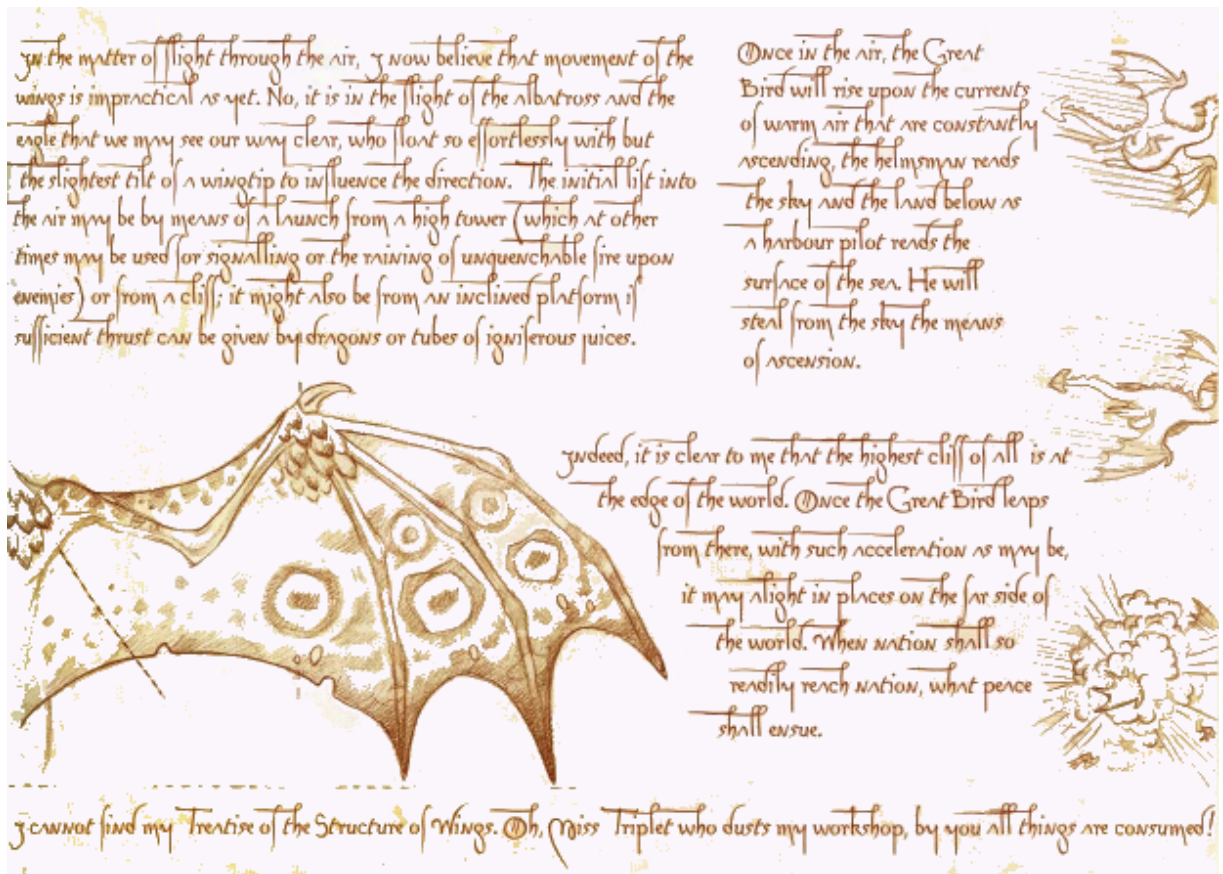 In the matter of flight through the air, I now believe that movement of the
wings is impractical as yet. No, it is in the flight of the albatross and the
eagle that we may see our way clear, who float so effortlessly with but
the slightest tilt of a wingtip to influence the direction. The initial lift into
the air may be by means of a launch from a high tower (which at other
times may be used for signalling or the raining of unquenchable fire upon
enemies) or from a cliff; it might also be from an inclined platform if
sufficient thrust can be given by dragons or tubes of igniferous juices.
Once in the air, the Great
Bird will rise upon the currents
of warm air that are constantly
ascending, the helmsman reads
the sky and the land below as
a harbour pilot reads the
surface of the sea. He will
steal from the sky the means
of ascension.
Indeed, it is clear to me that the highest cliff of all is at
the edge of the world. Once the Great Bird leaps
from there, with such acceleration as may be,
it may alight in places on the far side of
the world. When nation shall so
readily reach nation, what peace
shall ensue.
I cannot find my Treatise of the Structure of Wings. Oh, Miss Triplet who dusts my workshop, by you all things are consumed!